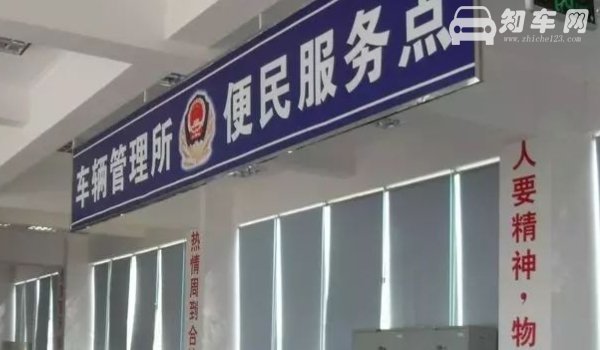 知车网
www.zhiche123.com
车辆管理所 便民服务点
人要精神，物
热情周到合